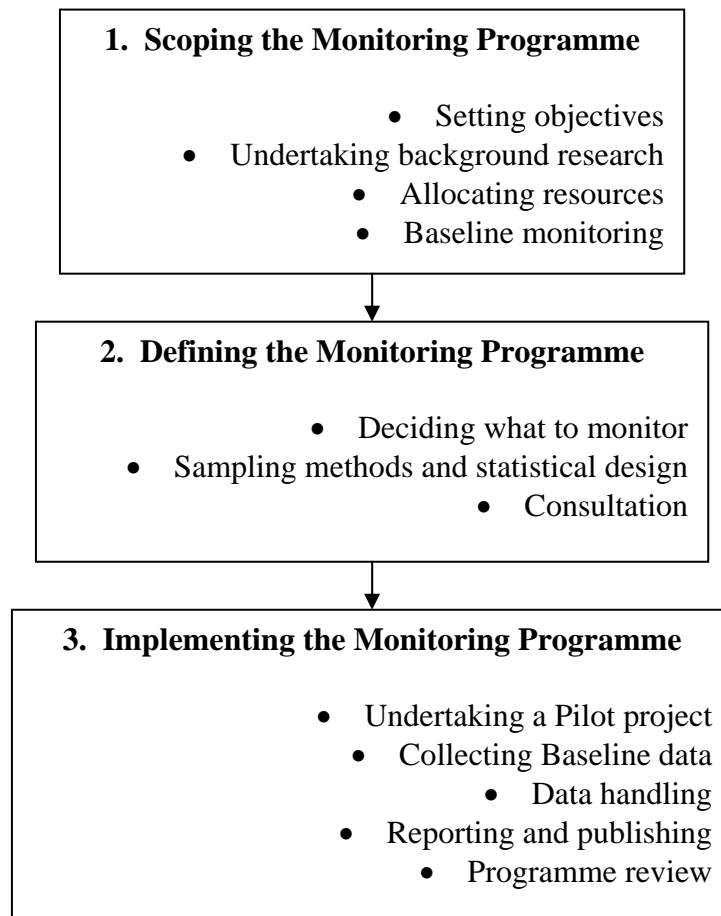 1. Scoping the Monitoring Programme
• Setting objectives
• Undertaking background research
• Allocating resources
• Baseline monitoring
2. Defining the Monitoring Programme
• Deciding what to monitor
• Sampling methods and statistical design
• Consultation
3. Implementing the Monitoring Programme
• Undertaking a Pilot project
• Collecting Baseline data
• Data handling
• Reporting and publishing
• Programme review